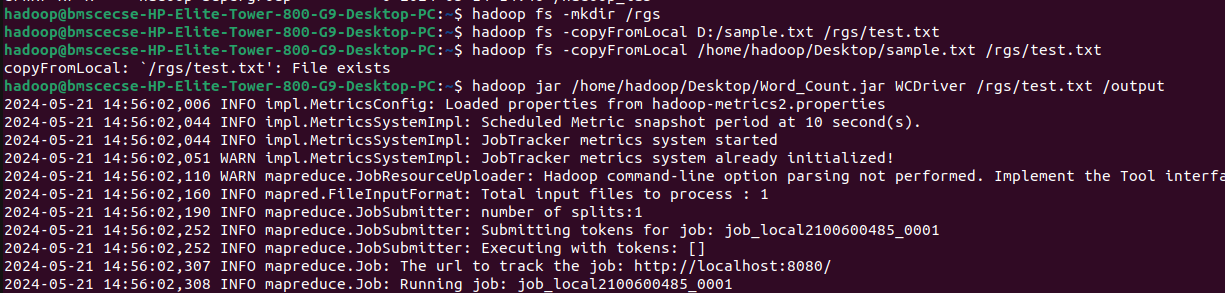 hadoop@bmscecse-HP-Elite-Tower-800-G9-Desktop-PC:~$ hadoop fs -mkdir /rgs
hadoop@bmscecse-HP-Elite-Tower-800-G9-Desktop-PC:~$ hadoop fs -copyFromLocal D:/sample.txt /rgs/test.txt
hadoop@bmscecse-HP-Elite-Tower-800-G9-Desktop-PC:~$ hadoop fs -copyFromLocal /home/hadoop/Desktop/sample.txt /rgs/test.txt
copyFromLocal: `/rgs/test.txt': File exists
hadoop@bmscecse-HP-Elite-Tower-800-G9-Desktop-PC:~$ hadoop jar /home/hadoop/Desktop/Word_Count.jar WCDriver /rgs/test.txt /output
2024-05-21 14:56:02,006 INFO impl.MetricsConfig: Loaded properties from hadoop-metrics2.properties
2024-05-21 14:56:02,044 INFO impl.MetricsSystemImpl: Scheduled Metric snapshot period at 10 second(s).
2024-05-21 14:56:02,044 INFO impl.MetricsSystemImpl: JobTracker metrics system started
2024-05-21 14:56:02,051 WARN impl.MetricsSystemImpl: JobTracker metrics system already initialized!
2024-05-21 14:56:02,110 WARN mapreduce.JobResourceUploader: Hadoop command-line option parsing not performed. Implement the Tool interfa
2024-05-21 14:56:02,160 INFO mapred.FileInputFormat: Total input files to process : 1
2024-05-21 14:56:02,190 INFO mapreduce.JobSubmitter: number of splits:1
2024-05-21 14:56:02,252 INFO mapreduce.JobSubmitter: Submitting tokens for job: job_local2100600485_0001
2024-05-21 14:56:02,252 INFO mapreduce.JobSubmitter: Executing with tokens: []
2024-05-21 14:56:02,307 INFO mapreduce.Job: The url to track the job: http://localhost:8080/
2024-05-21 14:56:02,308 INFO mapreduce.Job: Running job: job_local2100600485_0001